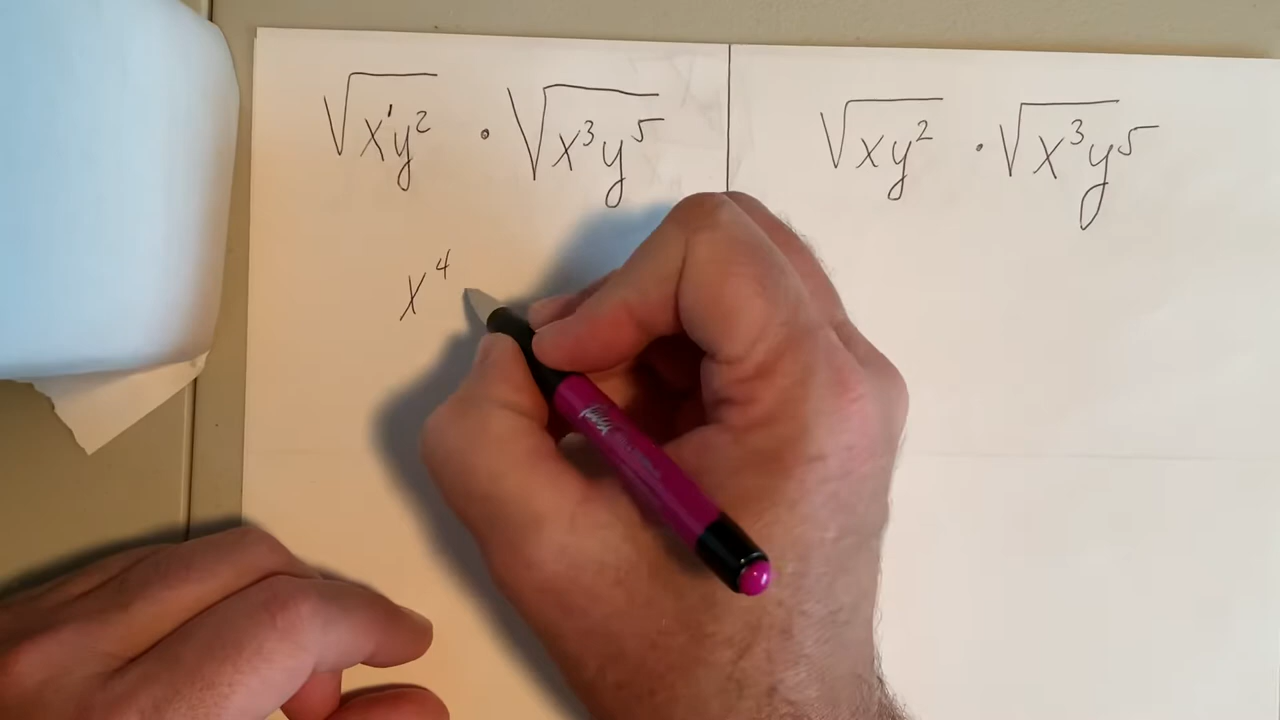 √x¹y² · √x³y⁵
√xy² · √x³y⁵
x⁴